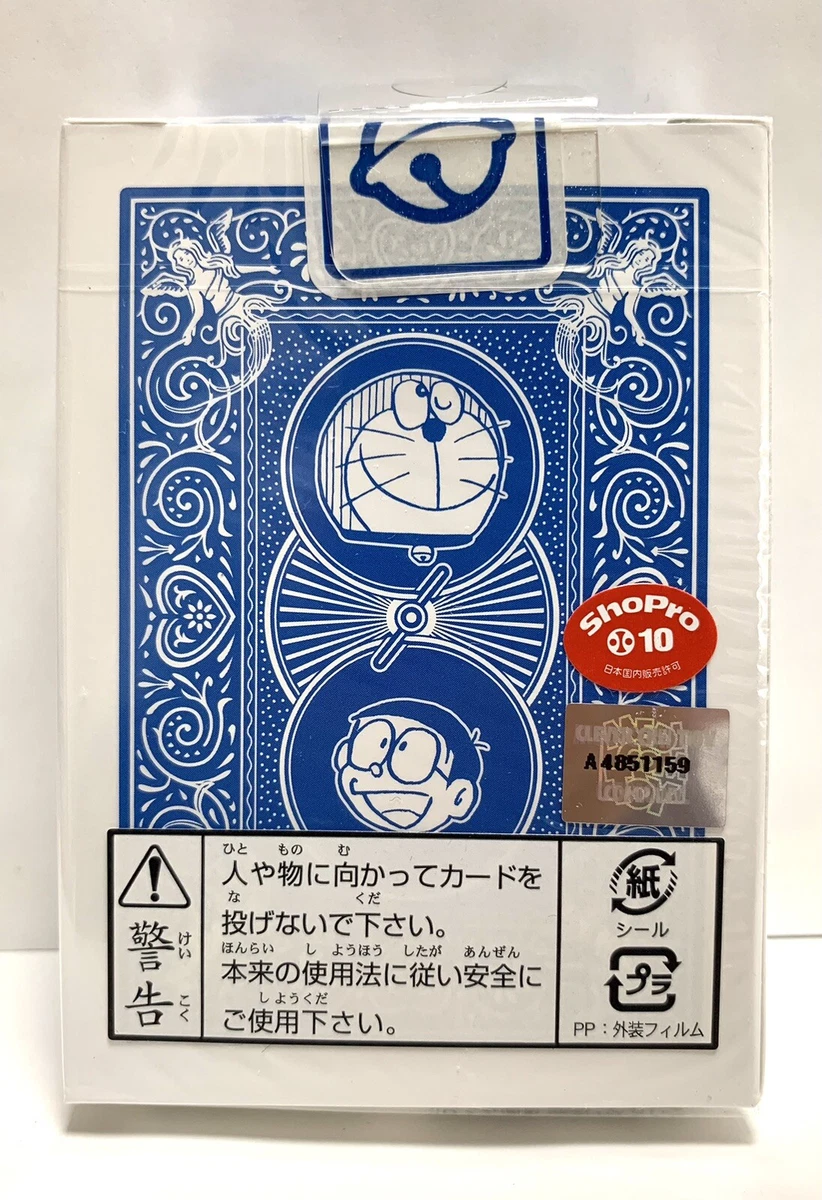 ShoPro
10
日本国内販売許可
A4851159
警告
けいこく
ひと もの む
人や物に向かってカードを
な くだ
投げないで下さい。
ほんらい しようほう したが あんぜん
本来の使用法に従い安全に
しようくだ
ご使用下さい。
紙
シール
プラ
PP：外装フィルム